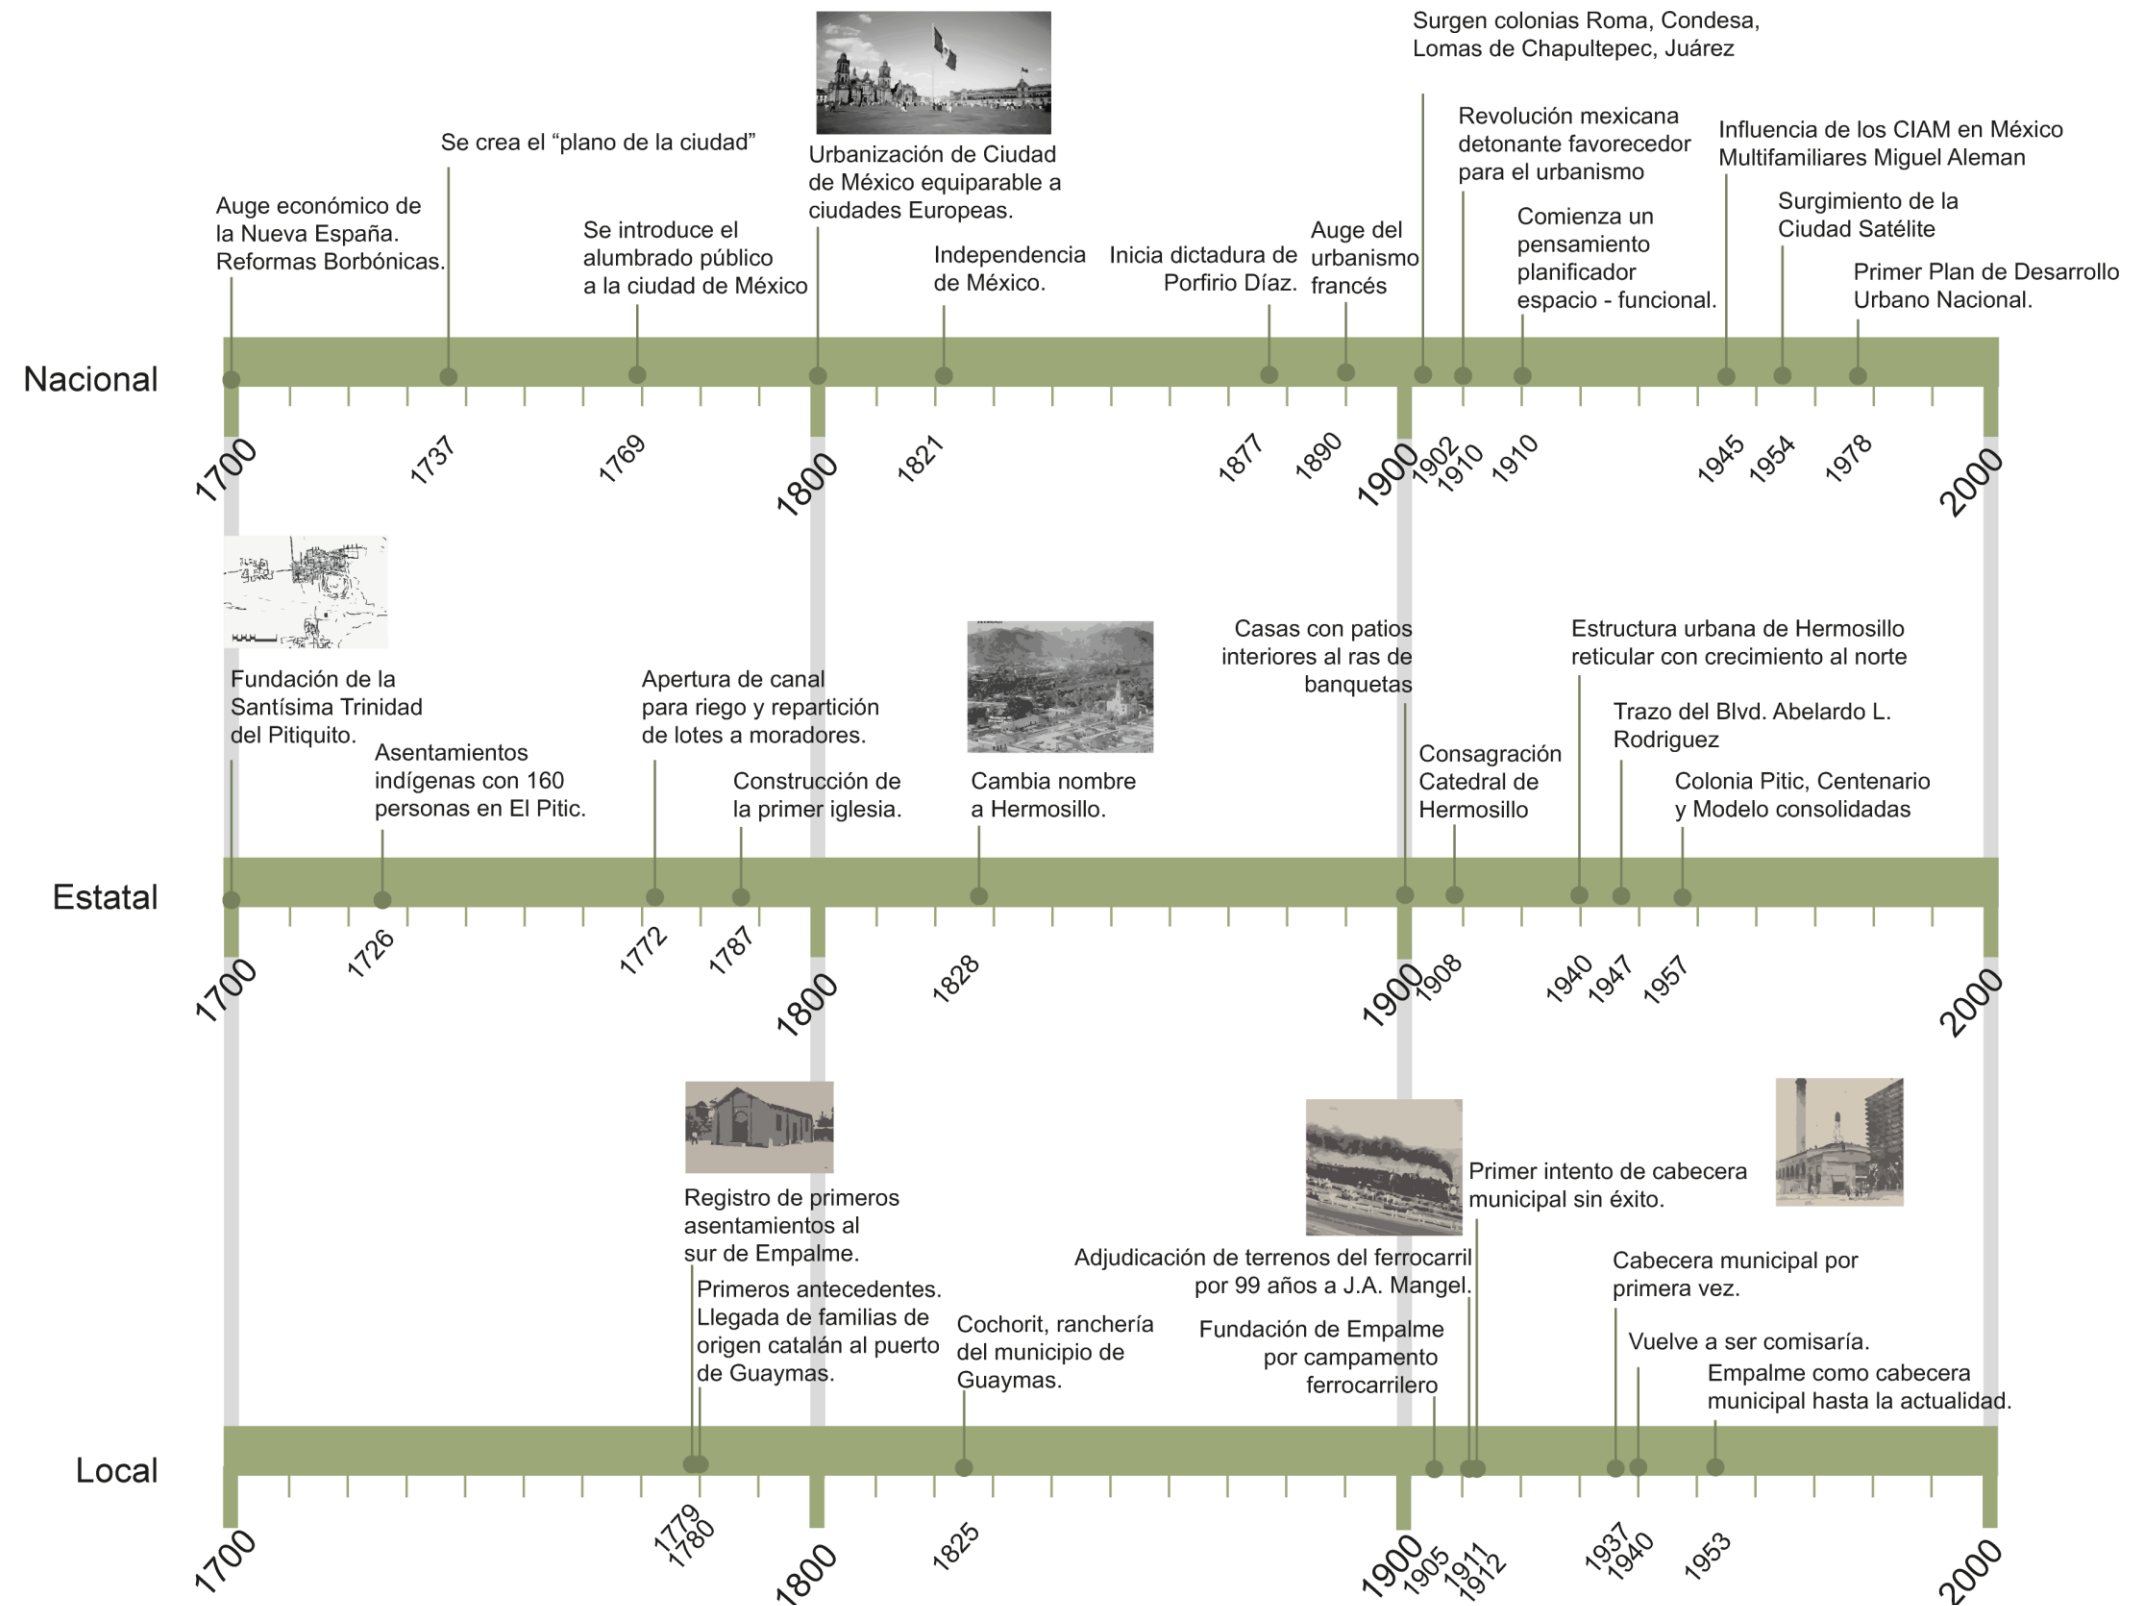 Surgen colonias Roma, Condesa,
Lomas de Chapultepec, Juárez
Revolución mexicana
detonante favorecedor
para el urbanismo
Influencia de los CIAM en México
Multifamiliares Miguel Aleman
Se crea el “plano de la ciudad”
Urbanización de Ciudad
de México equiparable a
ciudades Europeas.
Auge económico de
la Nueva España.
Reformas Borbónicas.
Se introduce el
alumbrado público
a la ciudad de México
Independencia
de México.
Inicia dictadura de
Porfirio Díaz.
Auge del
urbanismo
francés
Comienza un
pensamiento
planificador
espacio - funcional.
Surgimiento de la
Ciudad Satélite
Primer Plan de Desarrollo
Urbano Nacional.
Nacional
1700
1737
1769
1800
1821
1877
1890
1900
1902
1910
1910
1945
1954
1978
2000
Fundación de la
Santísima Trinidad
del Pitiquito.
Asentamientos
indígenas con 160
personas en El Pitic.
Apertura de canal
para riego y repartición
de lotes a moradores.
Construcción de
la primer iglesia.
Cambia nombre
a Hermosillo.
Casas con patios
interiores al ras de
banquetas
Consagración
Catedral de
Hermosillo
Estructura urbana de Hermosillo
reticular con crecimiento al norte
Trazo del Blvd. Abelardo L.
Rodriguez
Colonia Pitic, Centenario
y Modelo consolidadas
Estatal
1700
1726
1772
1787
1800
1828
1900
1908
1940
1947
1957
2000
Registro de primeros
asentamientos al
sur de Empalme.
Primeros antecedentes.
Llegada de familias de
origen catalán al puerto
de Guaymas.
Cochorit, ranchería
del municipio de
Guaymas.
Adjudicación de terrenos del ferrocarril
por 99 años a J.A. Mangel.
Fundación de Empalme
por campamento
ferrocarrilero
Primer intento de cabecera
municipal sin éxito.
Cabecera municipal por
primera vez.
Vuelve a ser comisaría.
Empalme como cabecera
municipal hasta la actualidad.
Local
1700
1779
1780
1800
1825
1900
1905
1911
1912
1937
1940
1953
2000